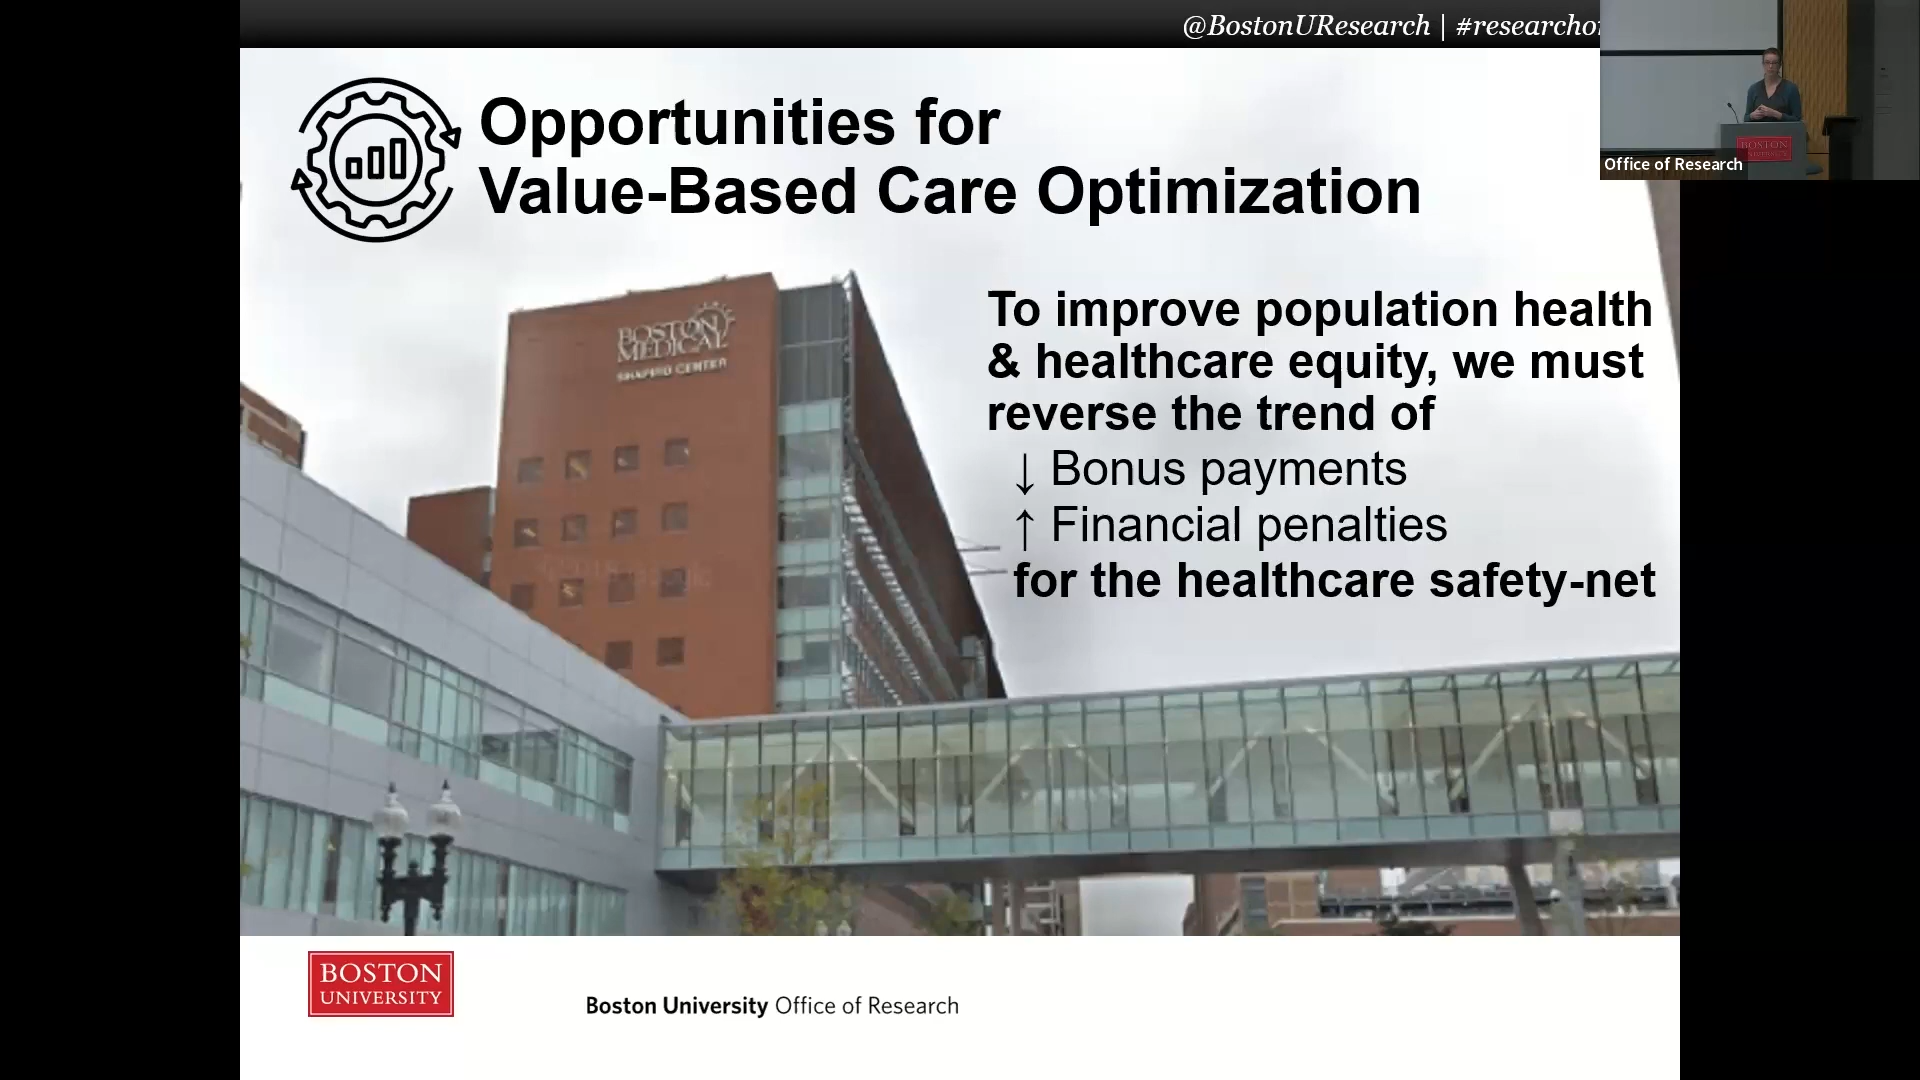 @BostonUResearch | #researcho
Office of Research
Opportunities for
Value-Based Care Optimization
To improve population health
& healthcare equity, we must
reverse the trend of
↓ Bonus payments
↑ Financial penalties
for the healthcare safety-net
BOSTON
MEDICAL
SHAPIRO CENTER
BOSTON
BOSTON
UNIVERSITY
Boston University Office of Research